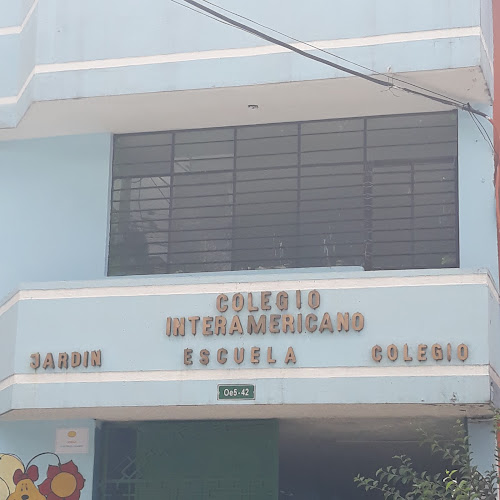 COLEGIO
INTERAMERICANO
JARDIN ESCUELA COLEGIO
Oe5-42